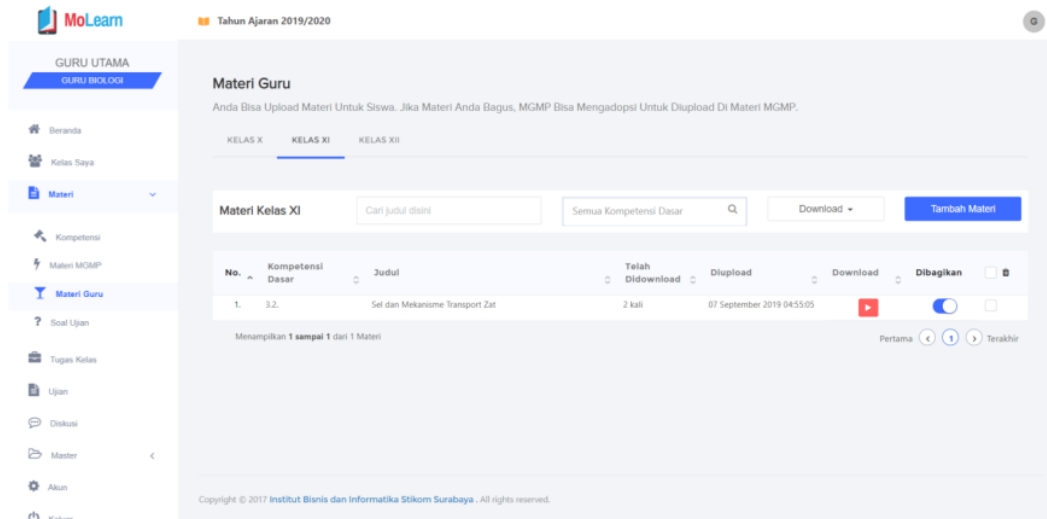 MoLearn
Tahun Ajaran 2019/2020
G
GURU UTAMA
GURU BIOLOGI
Beranda
Kelas Saya
Materi
Kompetensi
Materi MGMP
Materi Guru
Soal Ujian
Tugas Kelas
Ujian
Diskusi
Master
Akun
Keluar
Materi Guru
Anda Bisa Upload Materi Untuk Siswa. Jika Materi Anda Bagus, MGMP Bisa Mengadopsi Untuk Diupload Di Materi MGMP.
KELAS X KELAS XI KELAS XII
Materi Kelas XI Cari judul disini Semua Kompetensi Dasar Download Tambah Materi
No. Kompetensi Dasar Judul Telah Didownload Diupload Download Dibagikan
1. 3.2. Sel dan Mekanisme Transport Zat 2 kali 07 September 2019 04:55:05
Menampilkan 1 sampai 1 dari 1 Materi Pertama 1 Terakhir
Copyright © 2017 Institut Bisnis dan Informatika Stikom Surabaya . All rights reserved.